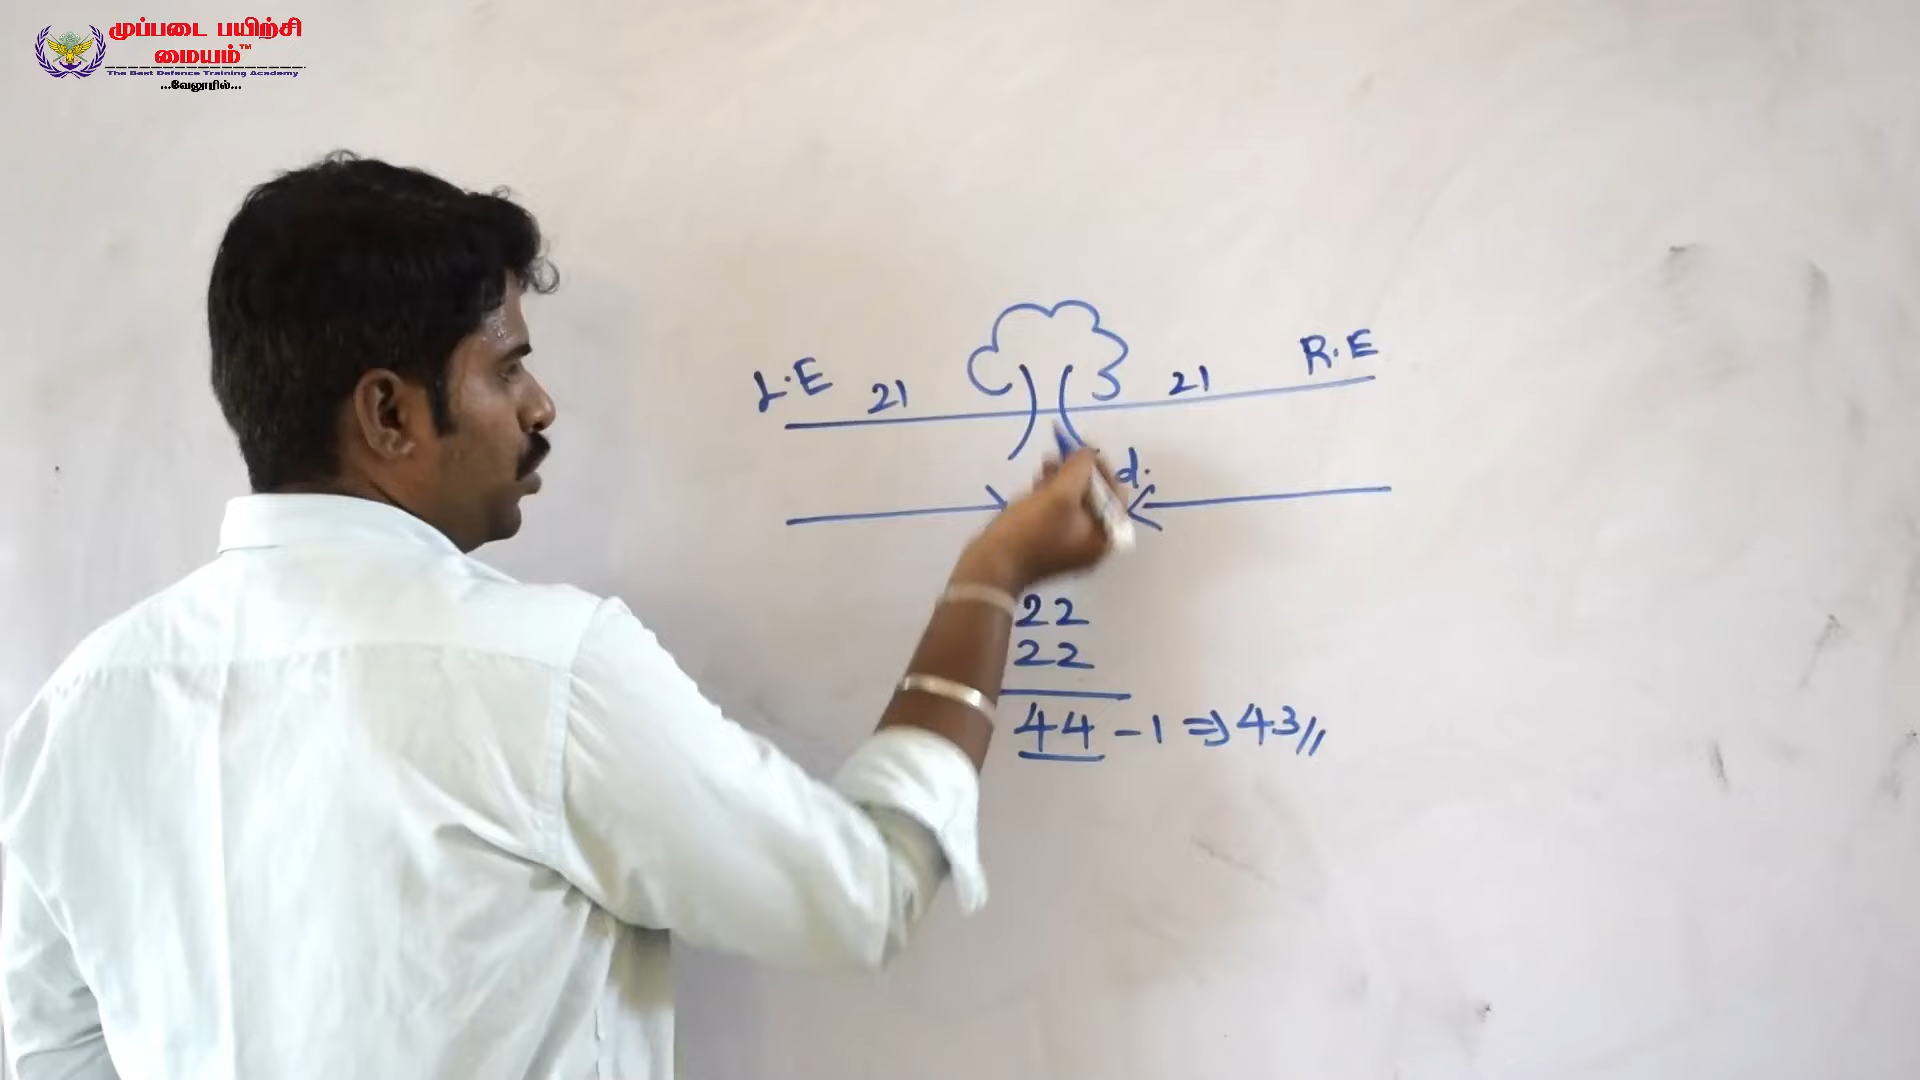 முப்படை பயிற்சி
மையம்™
The Best Defence Training Academy
...வேலூரில்...
L.E 21 21 R.E
d.
22
22
44 - 1 ⇒ 43//